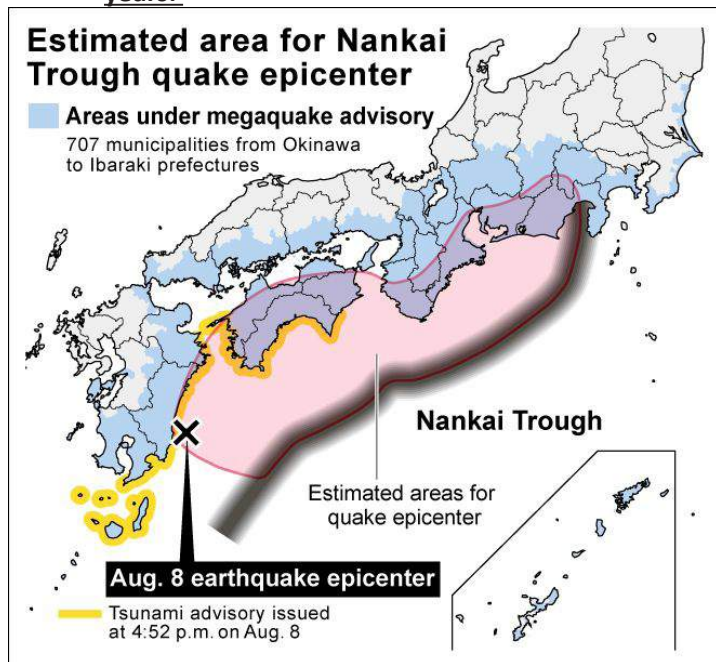 years.
Estimated area for Nankai
Trough quake epicenter
Areas under megaquake advisory
707 municipalities from Okinawa
to Ibaraki prefectures
Nankai Trough
Estimated areas for
quake epicenter
Aug. 8 earthquake epicenter
Tsunami advisory issued
at 4:52 p.m. on Aug. 8